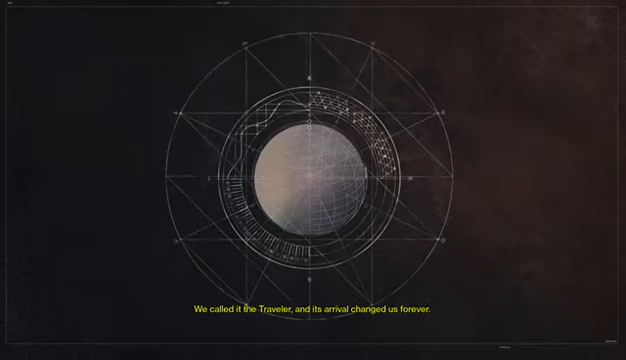 We called it the Traveler, and its arrival changed us forever.